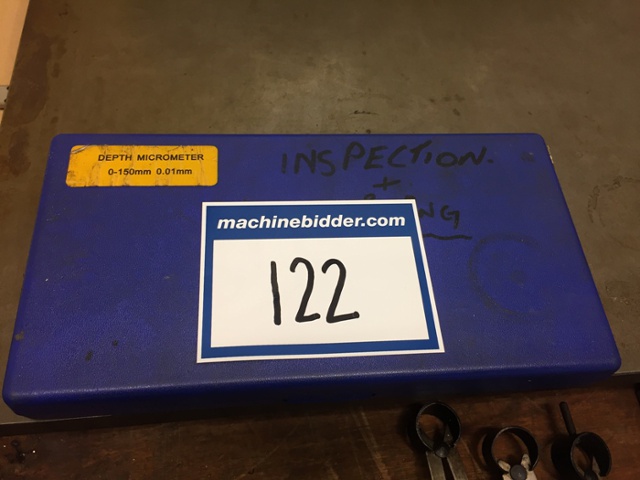 DEPTH MICROMETER
0-150mm 0.01mm
INSPECTION.
+
machinebidder.com
122